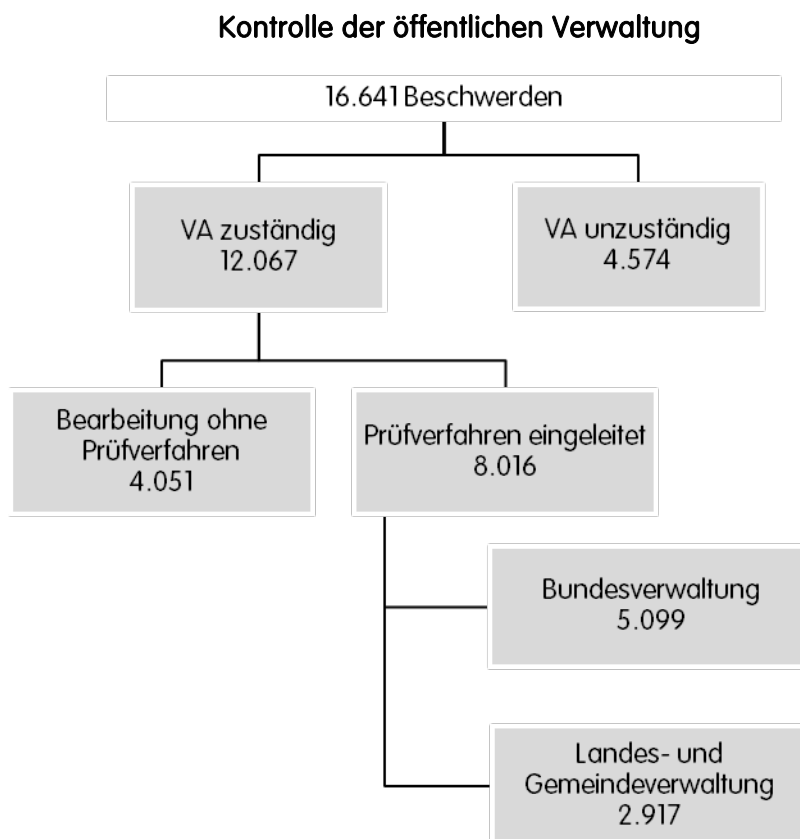 Kontrolle der öffentlichen Verwaltung
16.641 Beschwerden
VA zuständig
12.067
VA unzuständig
4.574
Bearbeitung ohne
Prüfverfahren
4.051
Prüfverfahren eingeleitet
8.016
Bundesverwaltung
5.099
Landes- und
Gemeindeverwaltung
2.917